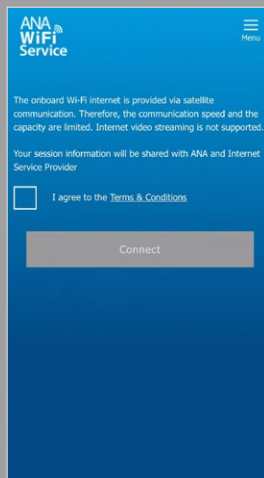 ANA
WiFi
Service
Menu
The onboard Wi-Fi internet is provided via satellite
communication. Therefore, the communication speed and the
capacity are limited. Internet video streaming is not supported.
Your session information will be shared with ANA and Internet
Service Provider
I agree to the Terms & Conditions
Connect